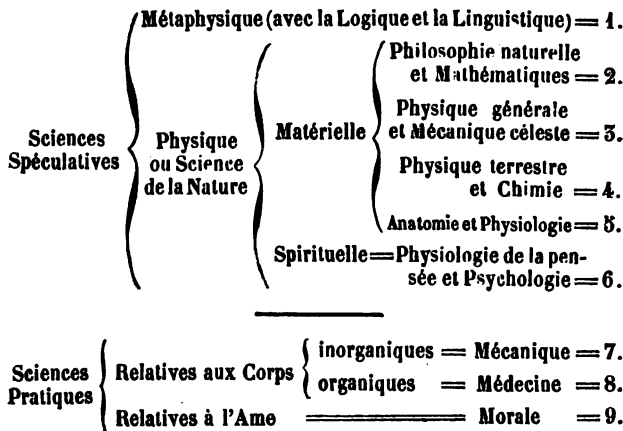 Métaphysique (avec la Logique et la Linguistique) = 1.
Sciences
Spéculatives
Physique
ou Science
de la Nature
Matérielle
Philosophie naturelle
et Mathématiques = 2.
Physique générale
et Mécanique céleste = 3.
Physique terrestre
et Chimie = 4.
Anatomie et Physiologie = 5.
Spirituelle = Physiologie de la pen-
sée et Psychologie = 6.
Sciences
Pratiques
Relatives aux Corps
inorganiques = Mécanique = 7.
organiques = Médecine = 8.
Relatives à l'Ame = Morale = 9.